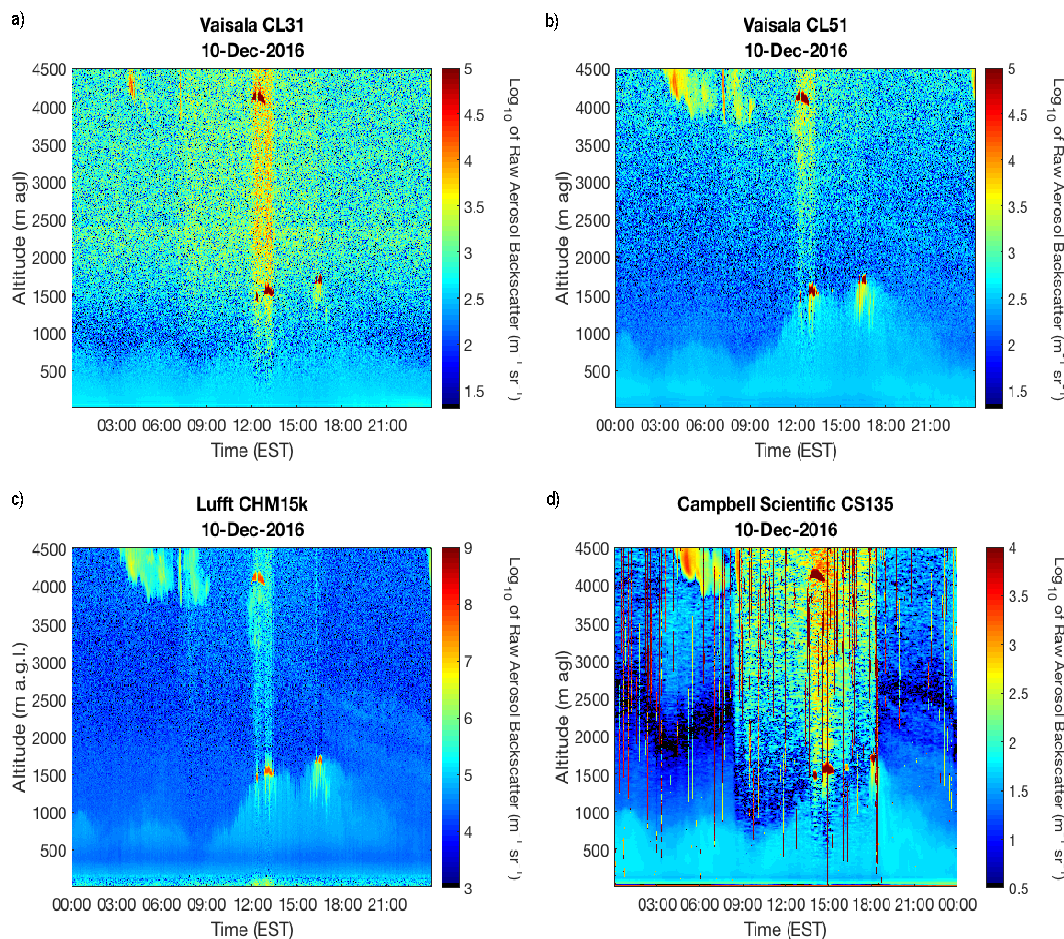 a)
Vaisala CL31
10-Dec-2016
4500
4000
3500
3000
2500
2000
1500
1000
500
Altitude (m agl)
03:00 06:00 09:00 12:00 15:00 18:00 21:00
Time (EST)
5
4.5
4
3.5
3
2.5
2
1.5
Log10 of Raw Aerosol Backscatter (m⁻¹ sr⁻¹)
b)
Vaisala CL51
10-Dec-2016
4500
4000
3500
3000
2500
2000
1500
1000
500
Altitude (m agl)
00:00 03:00 06:00 09:00 12:00 15:00 18:00 21:00
Time (EST)
5
4.5
4
3.5
3
2.5
2
1.5
Log10 of Raw Aerosol Backscatter (m⁻¹ sr⁻¹)
c)
Lufft CHM15k
10-Dec-2016
4500
4000
3500
3000
2500
2000
1500
1000
500
Altitude (m a.g.l.)
00:00 03:00 06:00 09:00 12:00 15:00 18:00 21:00
Time (EST)
9
8
7
6
5
4
3
Log10 of Raw Aerosol Backscatter (m⁻¹ sr⁻¹)
d)
Campbell Scientific CS135
10-Dec-2016
4500
4000
3500
3000
2500
2000
1500
1000
500
Altitude (m agl)
03:00 06:00 09:00 12:00 15:00 18:00 21:00 00:00
Time (EST)
4
3.5
3
2.5
2
1.5
1
0.5
Log10 of Raw Aerosol Backscatter (m⁻¹ sr⁻¹)